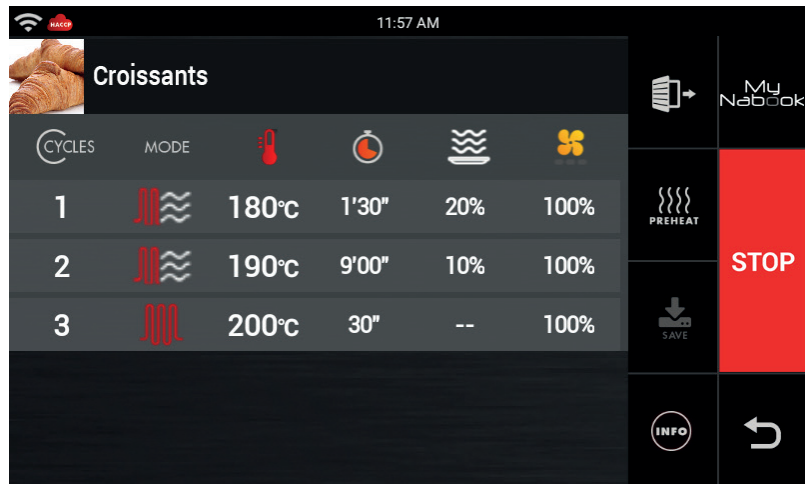 HACCP
11:57 AM
Croissants
My
Nabook
CYCLES MODE
1 180°C 1'30" 20% 100%
PREHEAT
2 190°C 9'00" 10% 100%
STOP
3 200°C 30" -- 100%
SAVE
INFO